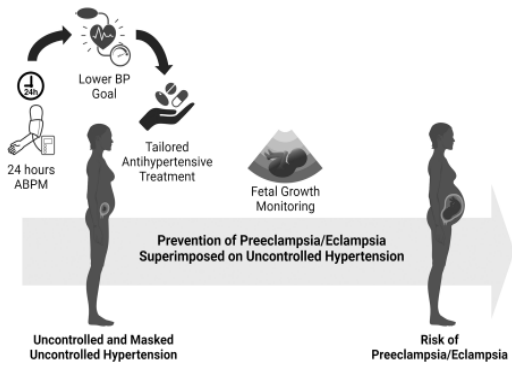 24h
24 hours
ABPM
Lower BP
Goal
Tailored
Antihypertensive
Treatment
Fetal Growth
Monitoring
Prevention of Preeclampsia/Eclampsia
Superimposed on Uncontrolled Hypertension
Uncontrolled and Masked
Uncontrolled Hypertension
Risk of
Preeclampsia/Eclampsia